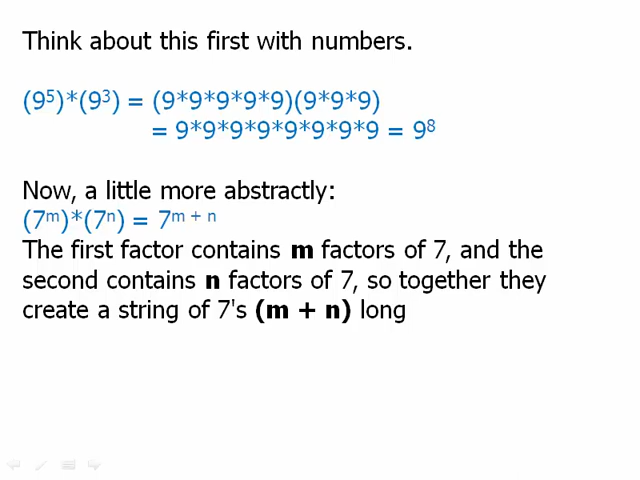 Think about this first with numbers.
(9⁵)*(9³) = (9*9*9*9*9)(9*9*9)
= 9*9*9*9*9*9*9*9 = 9⁸
Now, a little more abstractly:
(7ᵐ)*(7ⁿ) = 7ᵐ ⁺ ⁿ
The first factor contains m factors of 7, and the
second contains n factors of 7, so together they
create a string of 7's (m + n) long